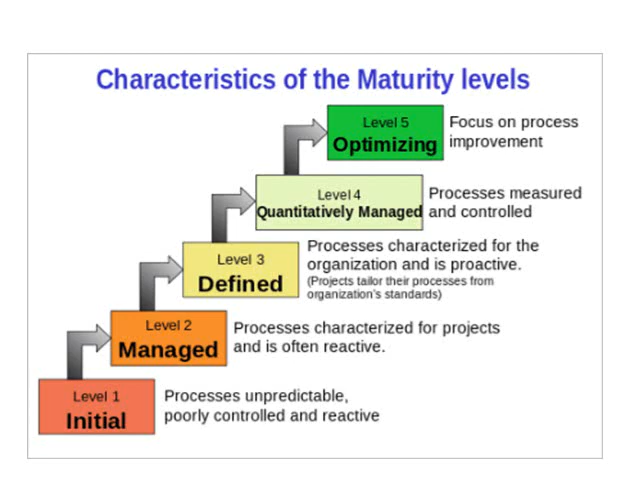 Characteristics of the Maturity levels
Level 5
Optimizing
Focus on process
improvement
Level 4
Quantitatively Managed
Processes measured
and controlled
Level 3
Defined
Processes characterized for the
organization and is proactive.
(Projects tailor their processes from
organization's standards)
Level 2
Managed
Processes characterized for projects
and is often reactive.
Level 1
Initial
Processes unpredictable,
poorly controlled and reactive